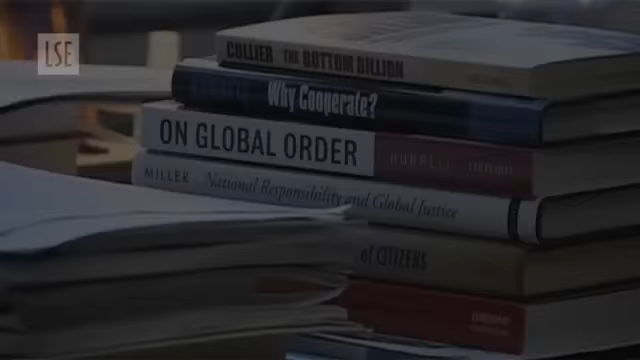 LSE
COLLIER THE BOTTOM BILLION
Why Cooperate?
ON GLOBAL ORDER HURRELL
MILLER National Responsibility and Global Justice
of CITIZENS